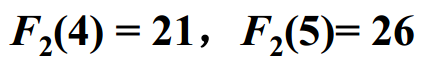 F₂(4) = 21，F₂(5)= 26